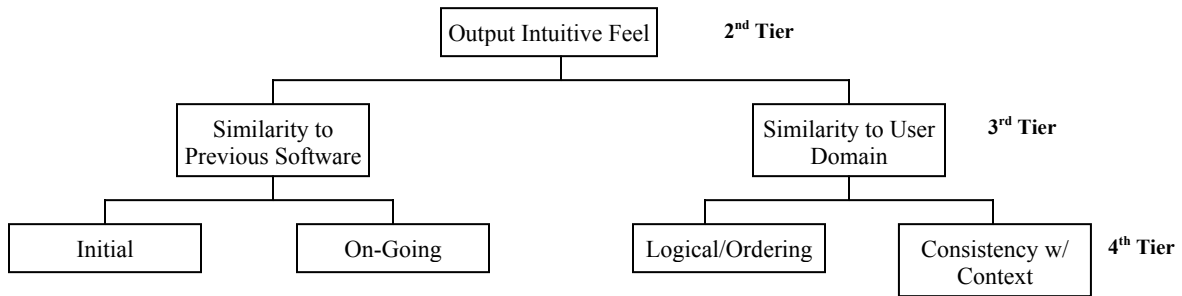 Output Intuitive Feel
2nd Tier
Similarity to
Previous Software
Similarity to User
Domain
3rd Tier
Initial
On-Going
Logical/Ordering
Consistency w/
Context
4th Tier